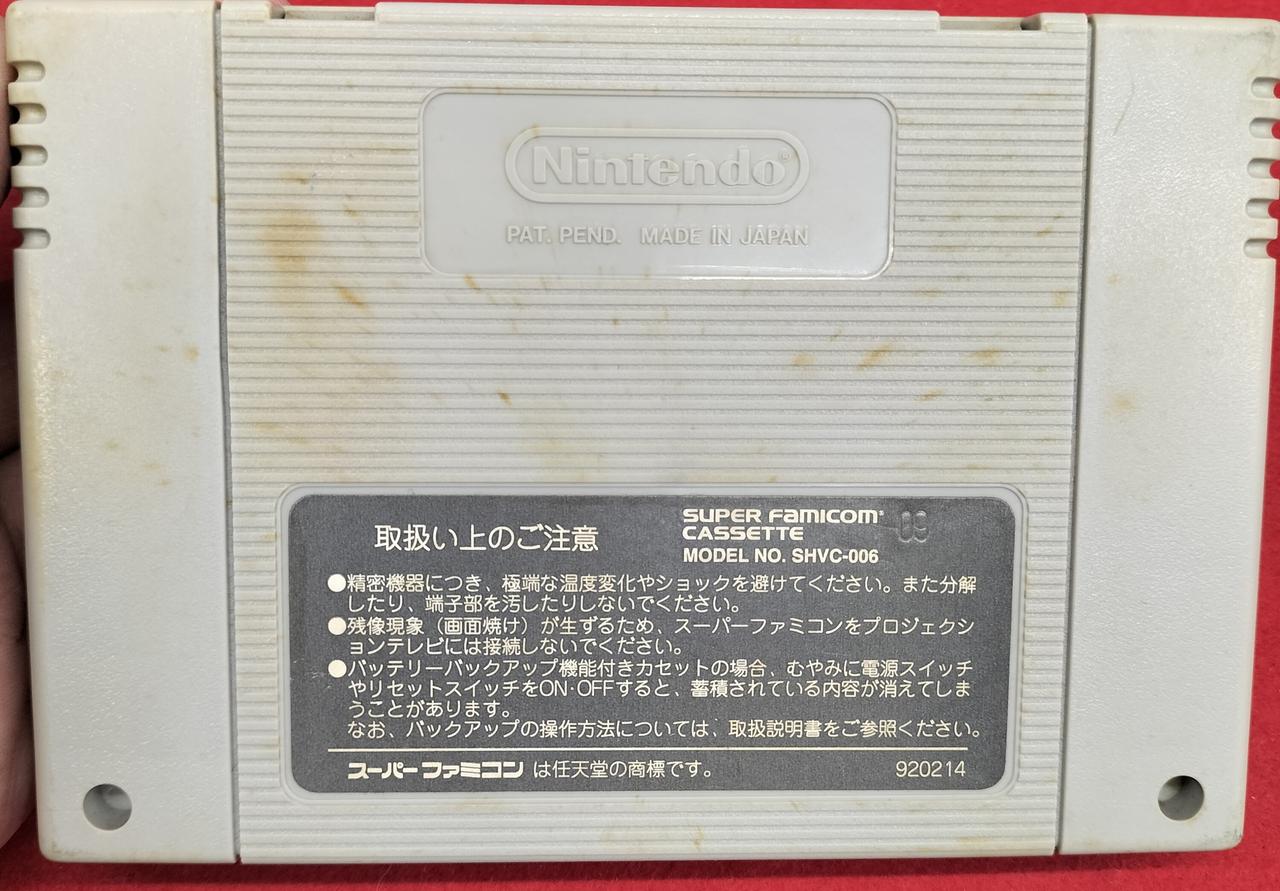 Nintendo®
PAT. PEND. MADE IN JAPAN
取扱い上のご注意
SUPER FAMICOM®
CASSETTE
MODEL NO. SHVC-006
09
●精密機器につき、極端な温度変化やショックを避けてください。また分解
したり、端子部を汚したりしないでください。
●残像現象（画面焼け）が生ずるため、スーパーファミコンをプロジェクシ
ョンテレビには接続しないでください。
●バッテリーバックアップ機能付きカセットの場合、むやみに電源スイッチ
やリセットスイッチをON·OFFすると、蓄積されている内容が消えてしま
うことがあります。
なお、バックアップの操作方法については、取扱説明書をご参照ください。
スーパーファミコン は任天堂の商標です。 920214